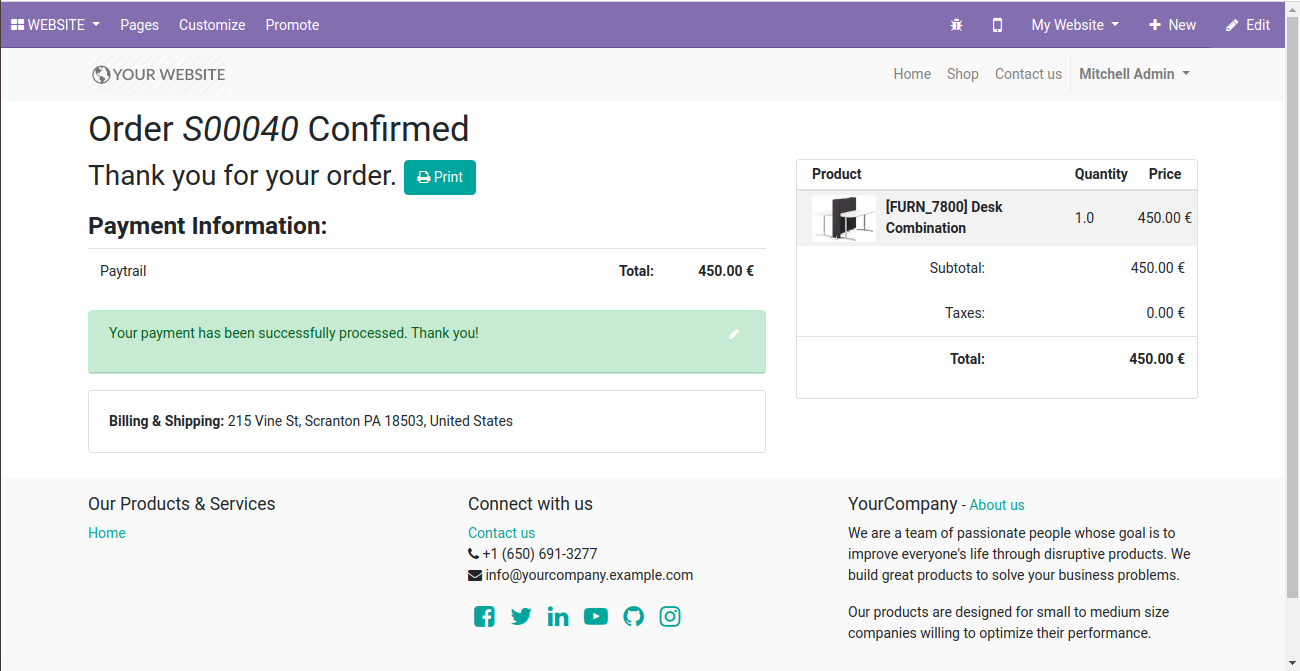 WEBSITE Pages Customize Promote My Website New Edit
YOUR WEBSITE Home Shop Contact us Mitchell Admin
Order S00040 Confirmed
Thank you for your order. Print
Payment Information:
Paytrail Total: 450.00 €
Your payment has been successfully processed. Thank you!
Billing & Shipping: 215 Vine St, Scranton PA 18503, United States
Product Quantity Price
[FURN_7800] Desk
Combination 1.0 450.00 €
Subtotal: 450.00 €
Taxes: 0.00 €
Total: 450.00 €
Our Products & Services
Home
Connect with us
Contact us
+1 (650) 691-3277
info@yourcompany.example.com
YourCompany - About us
We are a team of passionate people whose goal is to
improve everyone's life through disruptive products. We
build great products to solve your business problems.
Our products are designed for small to medium size
companies willing to optimize their performance.